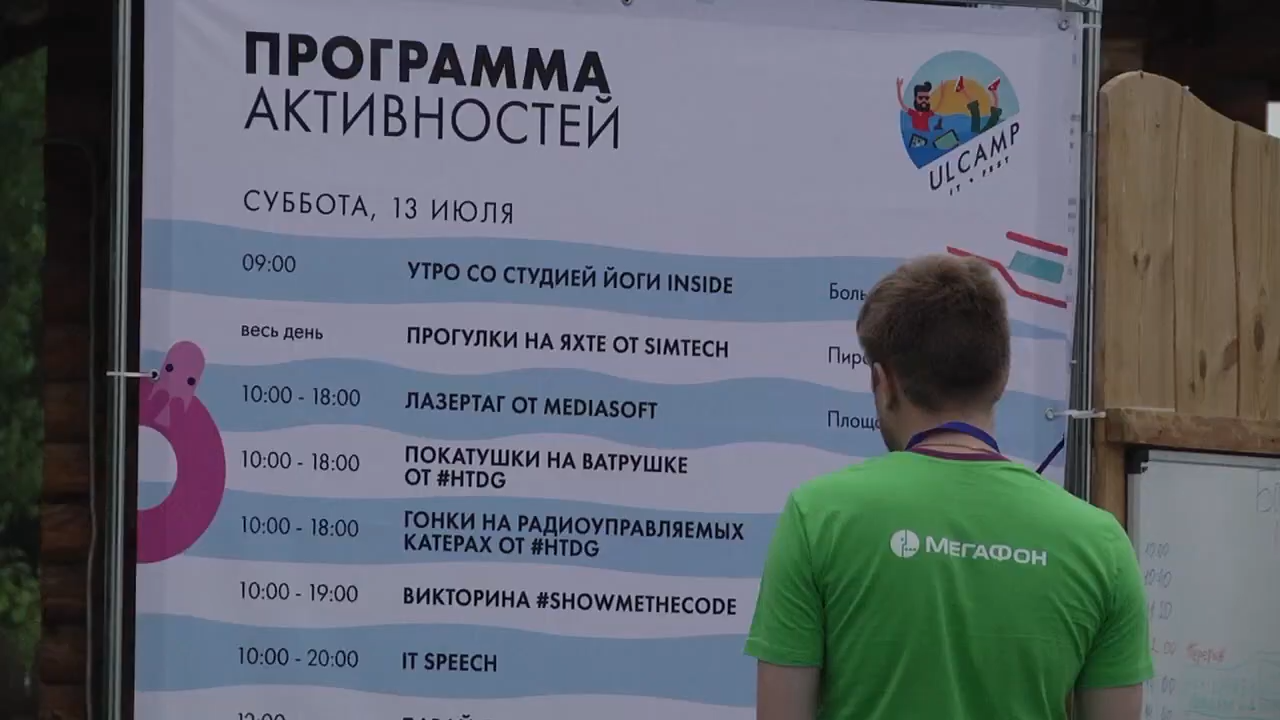 ПРОГРАММА
АКТИВНОСТЕЙ
ULCAMP
IT • FEST
СУББОТА, 13 ИЮЛЯ
09:00 УТРО СО СТУДИЕЙ ЙОГИ INSIDE
весь день ПРОГУЛКИ НА ЯХТЕ ОТ SIMTECH
10:00 - 18:00 ЛАЗЕРТАГ ОТ MEDIASOFT
10:00 - 18:00 ПОКАТУШКИ НА ВАТРУШКЕ
ОТ #HTDG
10:00 - 18:00 ГОНКИ НА РАДИОУПРАВЛЯЕМЫХ
КАТЕРАХ ОТ #HTDG
10:00 - 19:00 ВИКТОРИНА #SHOWMETHECODE
10:00 - 20:00 IT SPEECH
МЕГАФОН